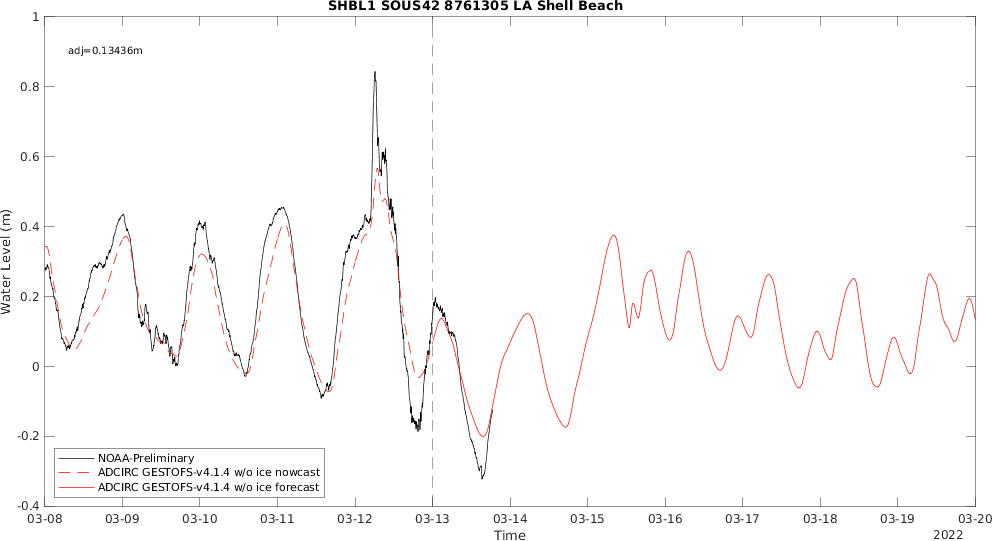 SHBL1 SOUS42 8761305 LA Shell Beach
adj=0.13436m
Water Level (m)
1
0.8
0.6
0.4
0.2
0
-0.2
-0.4
NOAA-Preliminary
ADCIRC GESTOFS-v4.1.4 w/o ice nowcast
ADCIRC GESTOFS-v4.1.4 w/o ice forecast
03-08 03-09 03-10 03-11 03-12 03-13 03-14 03-15 03-16 03-17 03-18 03-19 03-20
Time
2022